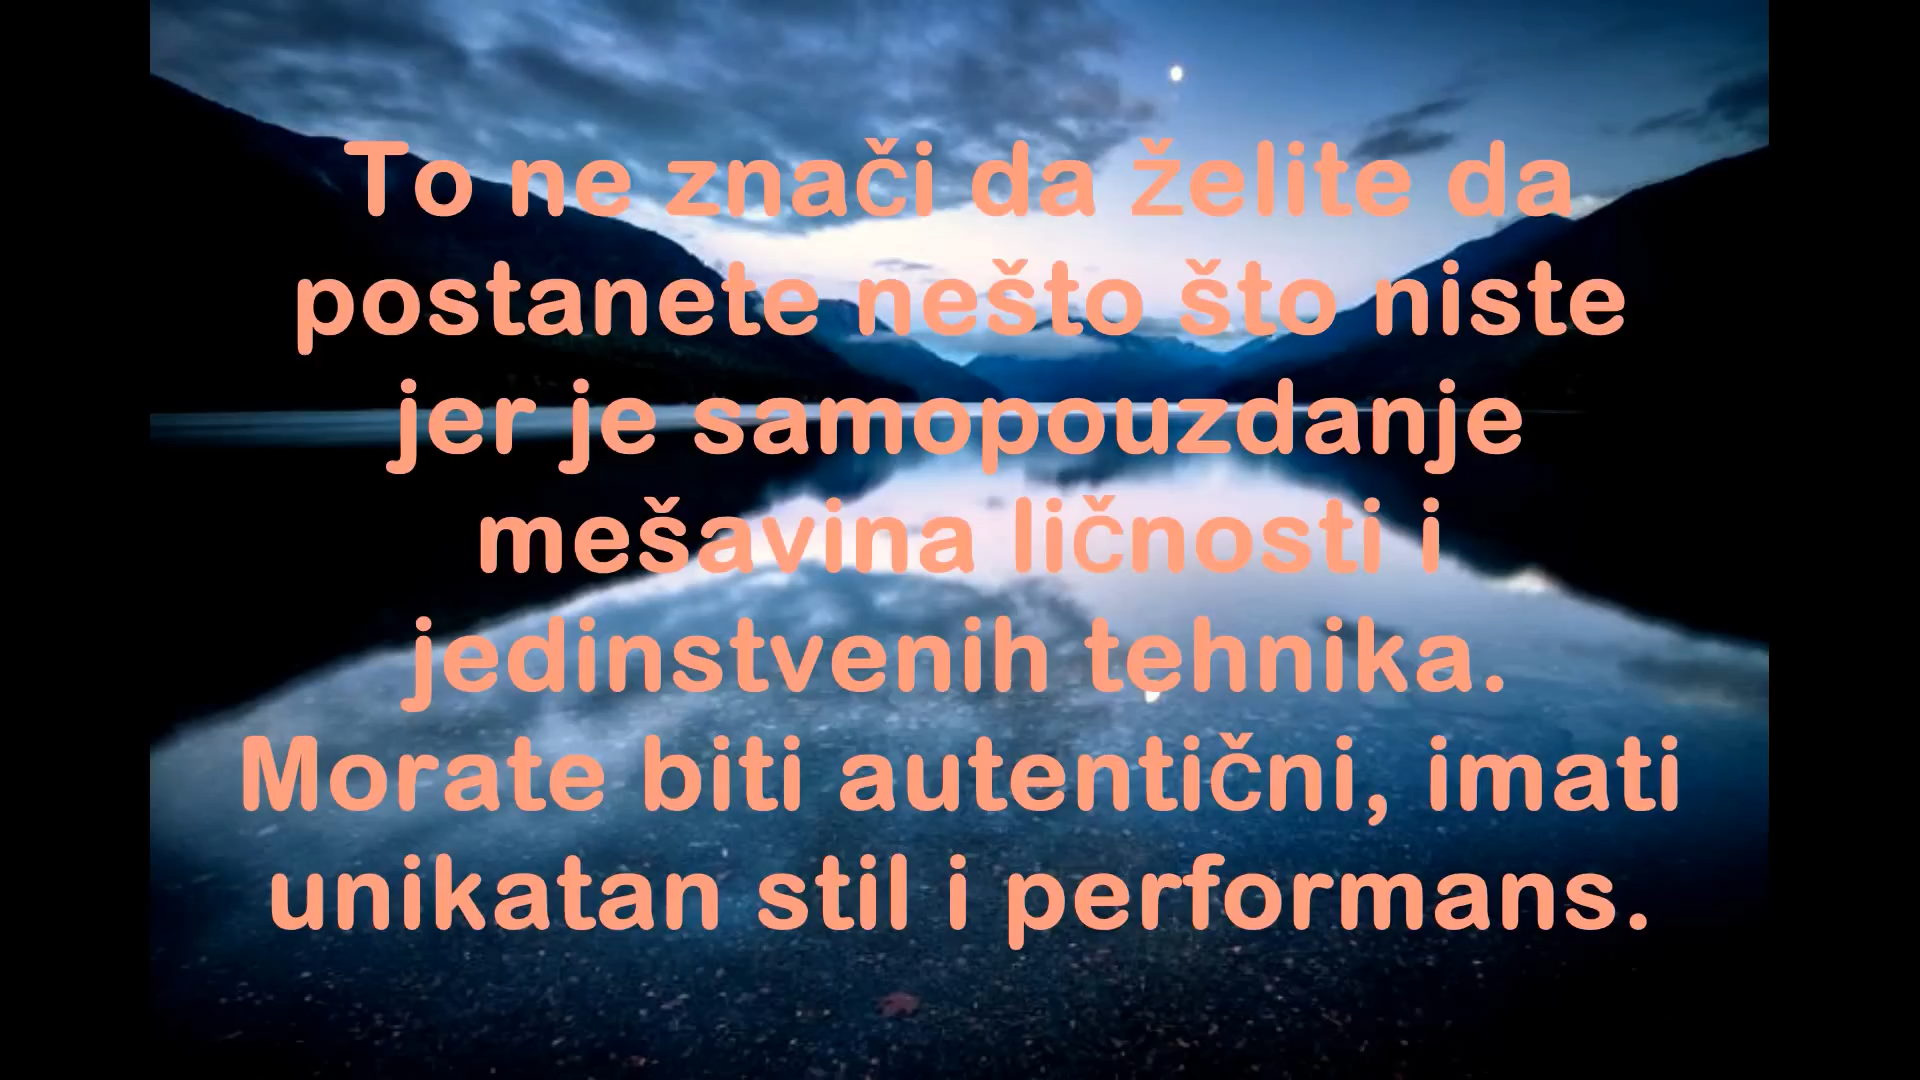 To ne znači da želite da
postanete nešto što niste
jer je samopouzdanje
mešavina ličnosti i
jedinstvenih tehnika.
Morate biti autentični, imati
unikatan stil i performans.